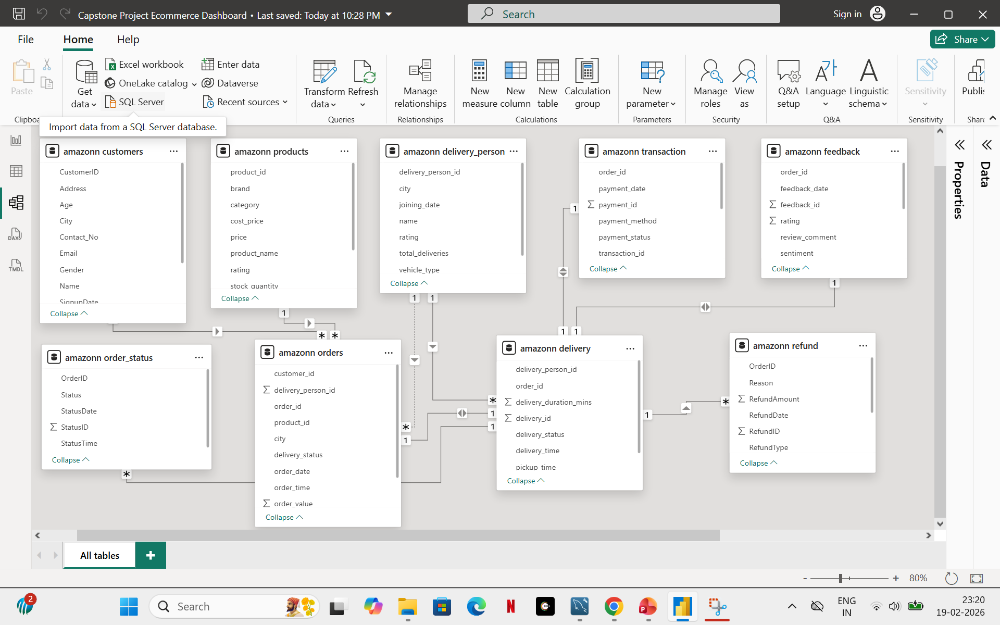 Capstone Project Ecommerce Dashboard • Last saved: Today at 10:28 PM
Search
Sign in
File
Home
Help
Share
Paste
Clipboa
Get data
Excel workbook
OneLake catalog
SQL Server
Enter data
Dataverse
Recent sources
Transform data
Refresh
Queries
Manage relationships
Relationships
New measure
New column
New table
Calculation group
Calculations
New parameter
Parameters
Manage roles
View as
Security
Q&A setup
Language
Linguistic schema
Q&A
Sensitivity
Sensitivity
Publis
Share
Import data from a SQL Server database.
DAX
TMDL
amazonn customers
CustomerID
Address
Age
City
Contact_No
Email
Gender
Name
SignupDate
Collapse
amazonn products
product_id
brand
category
cost_price
price
product_name
rating
stock_quantity
Collapse
1
amazonn delivery_person
delivery_person_id
city
joining_date
name
rating
total_deliveries
vehicle_type
Collapse
1
1
amazonn transaction
order_id
payment_date
Σ payment_id
payment_method
payment_status
transaction_id
Collapse
1
amazonn feedback
order_id
feedback_date
Σ feedback_id
Σ rating
review_comment
sentiment
Collapse
1
Properties
Data
amazonn order_status
OrderID
Status
StatusDate
Σ StatusID
StatusTime
Collapse
*
* *
amazonn orders
customer_id
Σ delivery_person_id
order_id
product_id
city
delivery_status
order_date
order_time
Σ order_value
Collapse
*
1
1 1
amazonn delivery
delivery_person_id
order_id
Σ delivery_duration_mins
Σ delivery_id
delivery_status
delivery_time
pickup_time
Collapse
*
1
1
1
*
amazonn refund
OrderID
Reason
Σ RefundAmount
RefundDate
Σ RefundID
RefundType
Collapse
All tables
+
- + 80%
2
Search
N
P
ENG
IN
23:20
19-02-2026